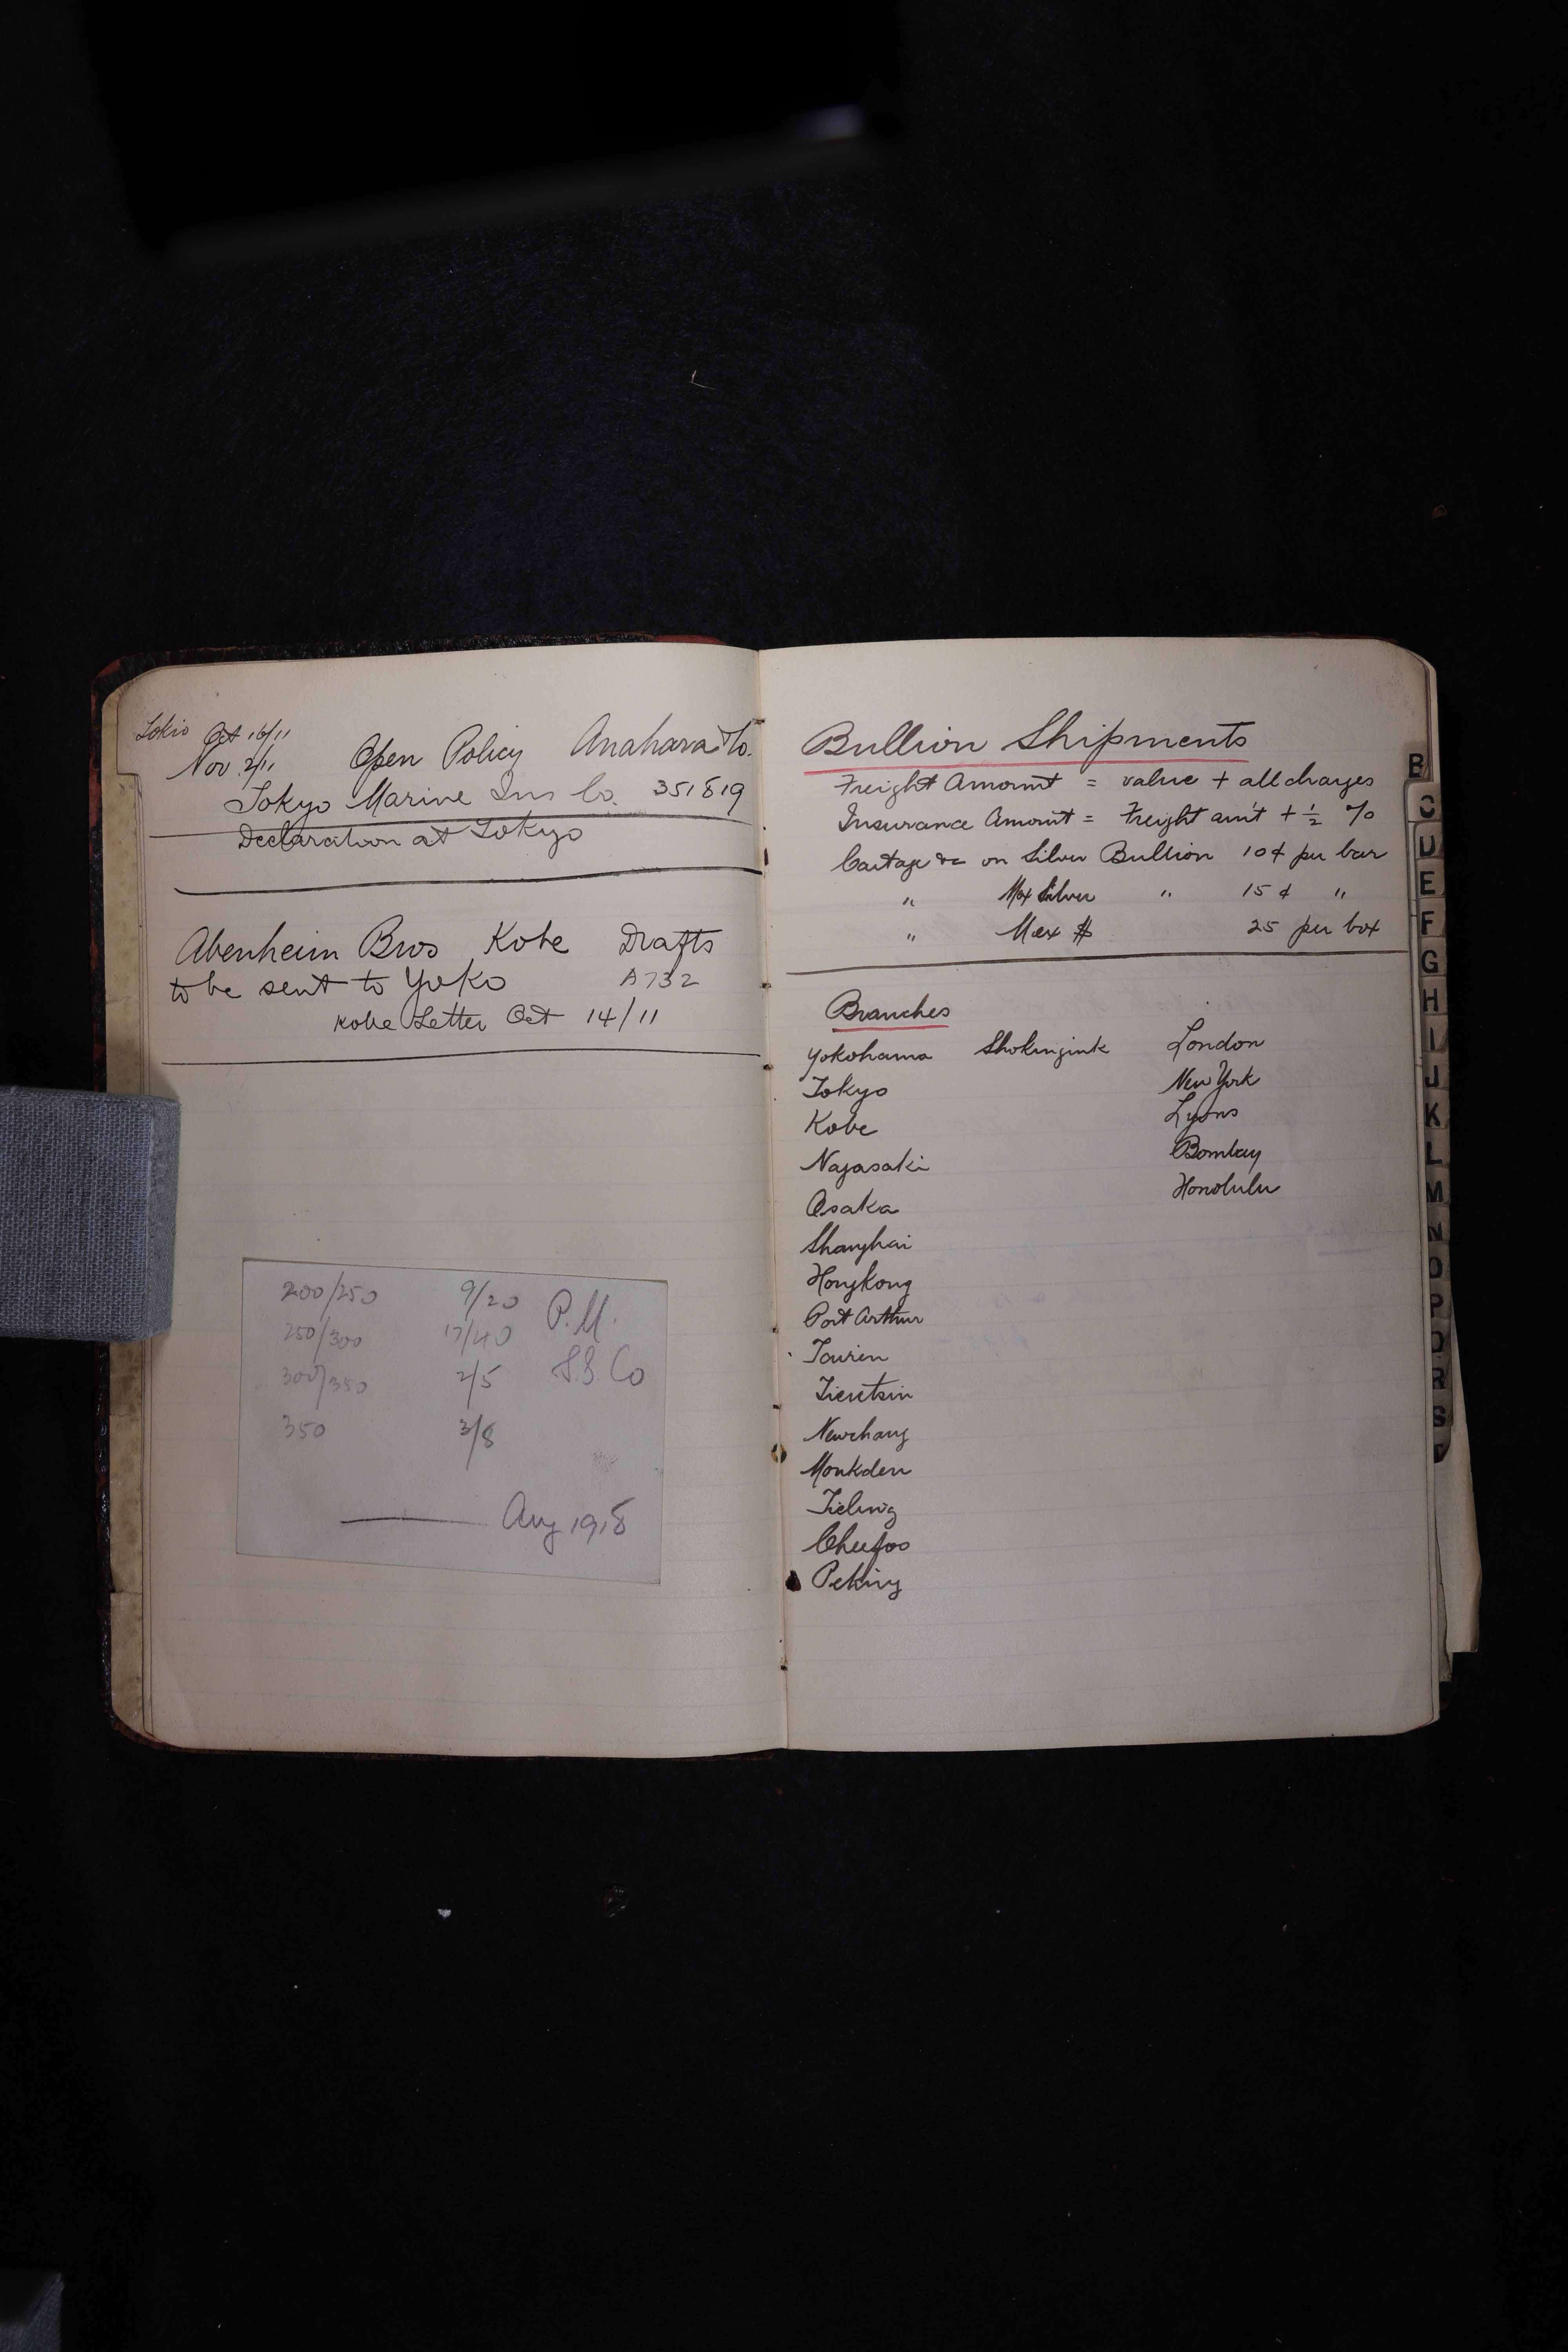 Tokio Oct 16/11
Nov. 2/11 Open Policy Anahara & Co.
Tokyo Marine Ins Co. 351819
Declaration at Tokyo
Abenheim Bros Kobe Drafts
to be sent to Yoko A732
Kobe Letter Oct 14/11
200/250 9/20 P.M.
250/300 17/40
300/350 2/5 S.S. Co
350 3/8
Aug 1918
Bullion Shipments
Freight Amount = value + all charges
Insurance Amount = Freight am't + ½ %
Cartage &c on Silver Bullion 10¢ per bar
" Mex Silver " 15¢ "
" Mex $ 25 per box
Branches
Yokohama Shokingink London
Tokyo New York
Kobe Lyons
Nagasaki Bombay
Osaka Honolulu
Shanghai
Hongkong
Port Arthur
Tairen
Tientsin
Newchang
Moukden
Tieling
Cheefoo
Peking
B
C
D
E
F
G
H
I
J
K
L
M
N
O
P
Q
R
S
T